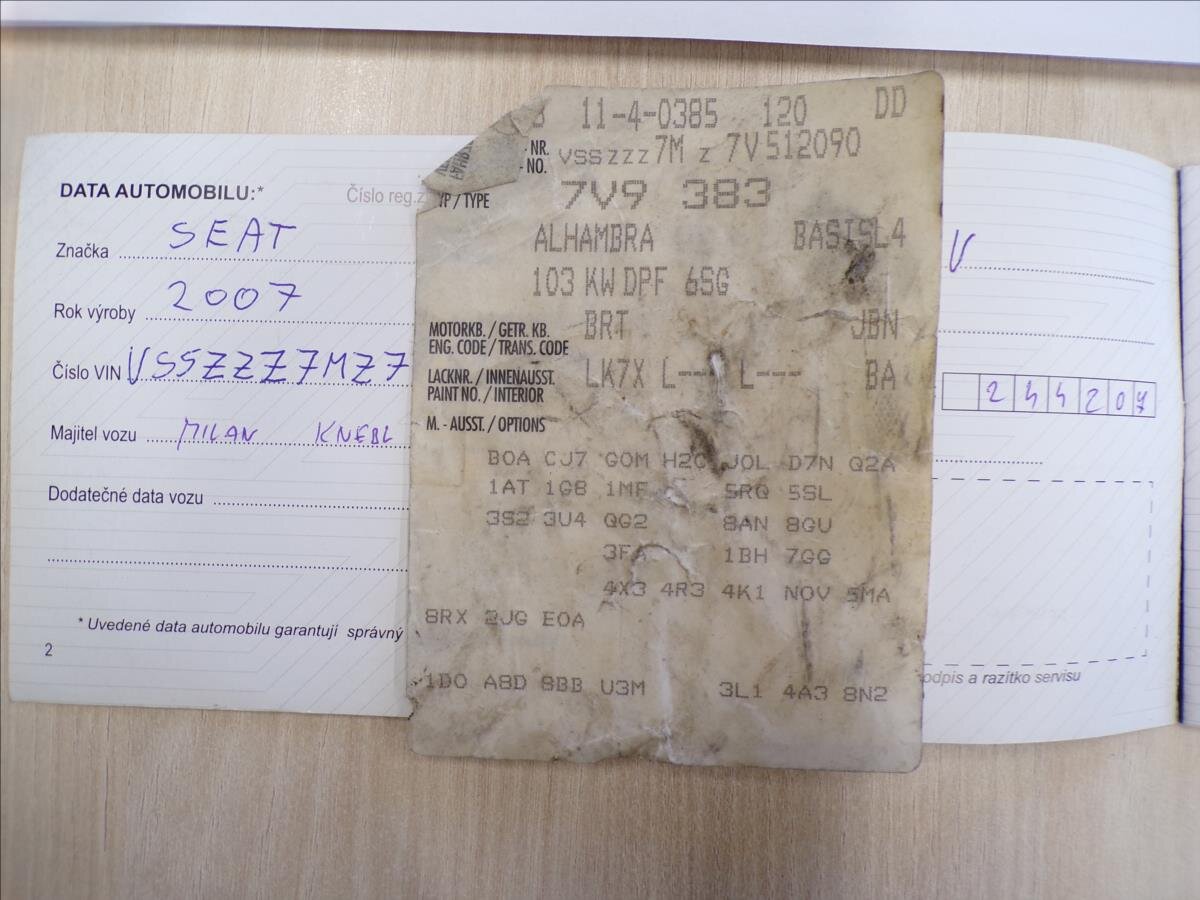 DATA AUTOMOBILU:*
Číslo reg.
Značka SEAT
Rok výroby 2007
Číslo VIN VSSZZZ7MZ7
Majitel vozu MILAN KNEBL
Dodatečné data vozu
* Uvedené data automobilu garantují správný
2
11-4-0385 120 DD
-NR.
-NO.
VSSZZZ7M Z 7V512090
TYP / TYPE 7V9 383
ALHAMBRA BASISL4
103 KW DPF 6SG
MOTORKB. / GETR. KB.
ENG. CODE / TRANS. CODE
BRT JBN
LACKNR. / INNENAUSST.
PAINT NO. / INTERIOR
LK7X L--- L--- BA
M. - AUSST. / OPTIONS
BOA CJ7 GOM JOL D7N Q2A
1AT 1G8 1MF 5RQ 5SL
3S2 3U4 QG2 8AN 8GU
3FA 1BH 7GG
4X3 4R3 4K1 NOV 5MA
8RX 2JG EOA
1DO A8D 8BB U3M 3L1 4A3 8N2
V
244207
odpis a razítko servisu